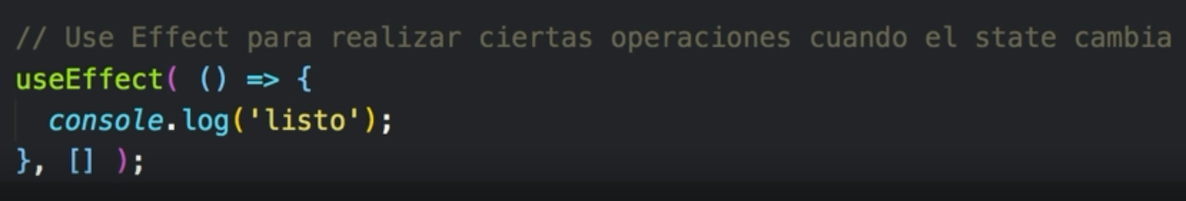 // Use Effect para realizar ciertas operaciones cuando el state cambia
useEffect( () => {
  console.log('listo');
}, [] );